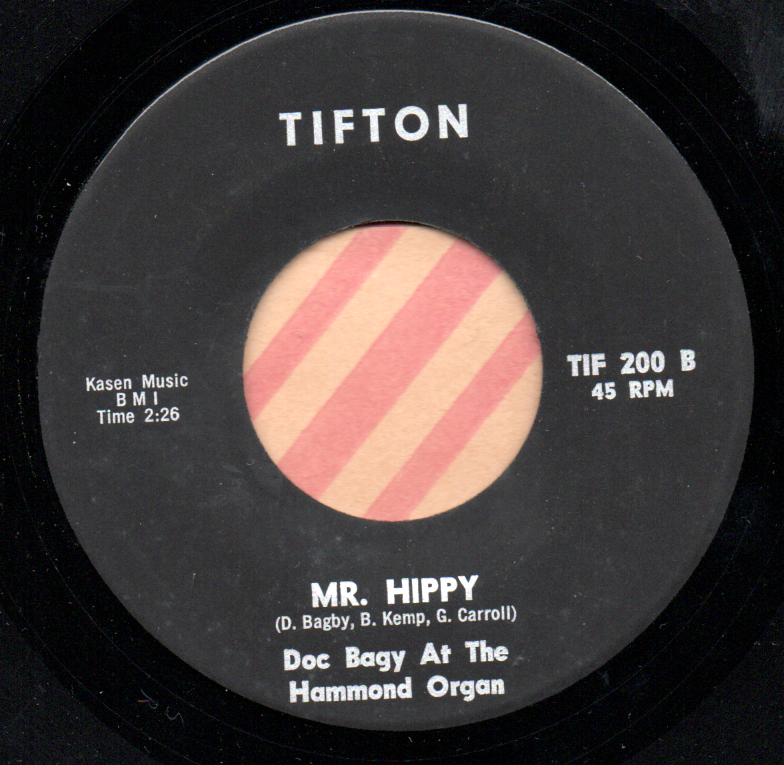 TIFTON
Kasen Music
B M I
Time 2:26
TIF 200 B
45 RPM
MR. HIPPY
(D. Bagby, B. Kemp, G. Carroll)
Doc Bagy At The
Hammond Organ